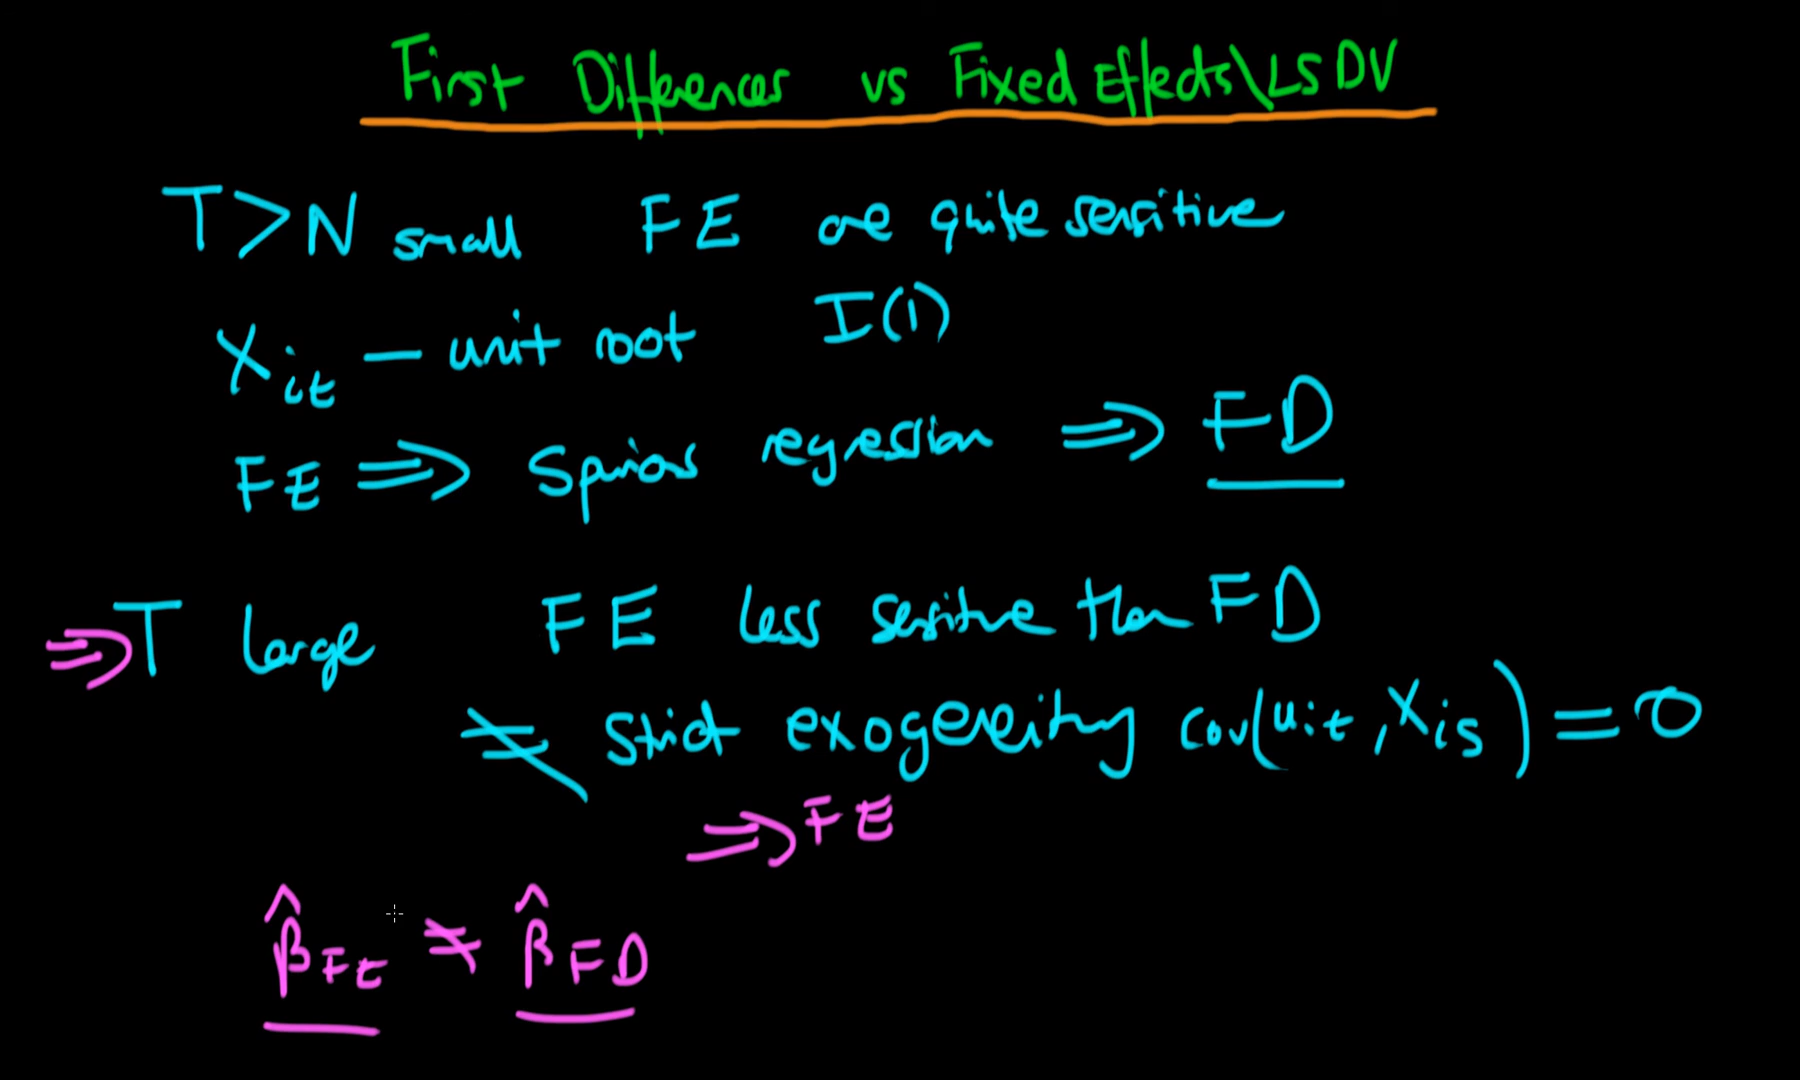 First Differences vs Fixed Effects\LSDV
T>N small FE are quite sensitive
Xit - unit root I(1)
FE ⇒ Spurious regression ⇒ FD
⇒ T large FE less sensitive than FD
≠ strict exogeneity cov(uit, Xis) = 0
⇒ FE
β̂FE ≠ β̂FD